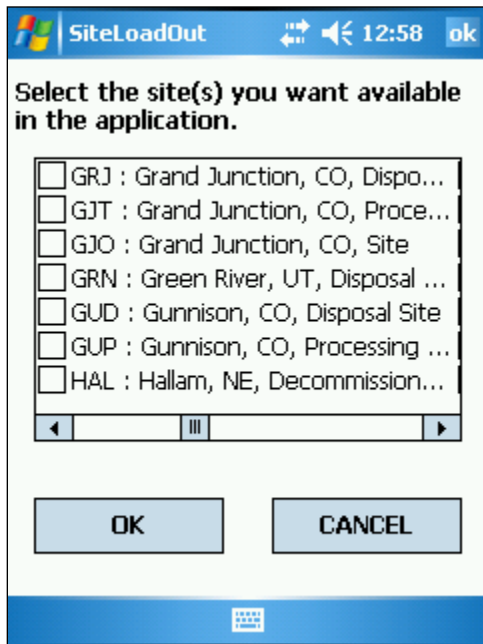 SiteLoadOut 12:58 ok
Select the site(s) you want available
in the application.
GRJ : Grand Junction, CO, Dispo...
GJT : Grand Junction, CO, Proce...
GJO : Grand Junction, CO, Site
GRN : Green River, UT, Disposal ...
GUD : Gunnison, CO, Disposal Site
GUP : Gunnison, CO, Processing ...
HAL : Hallam, NE, Decommission...
OK CANCEL